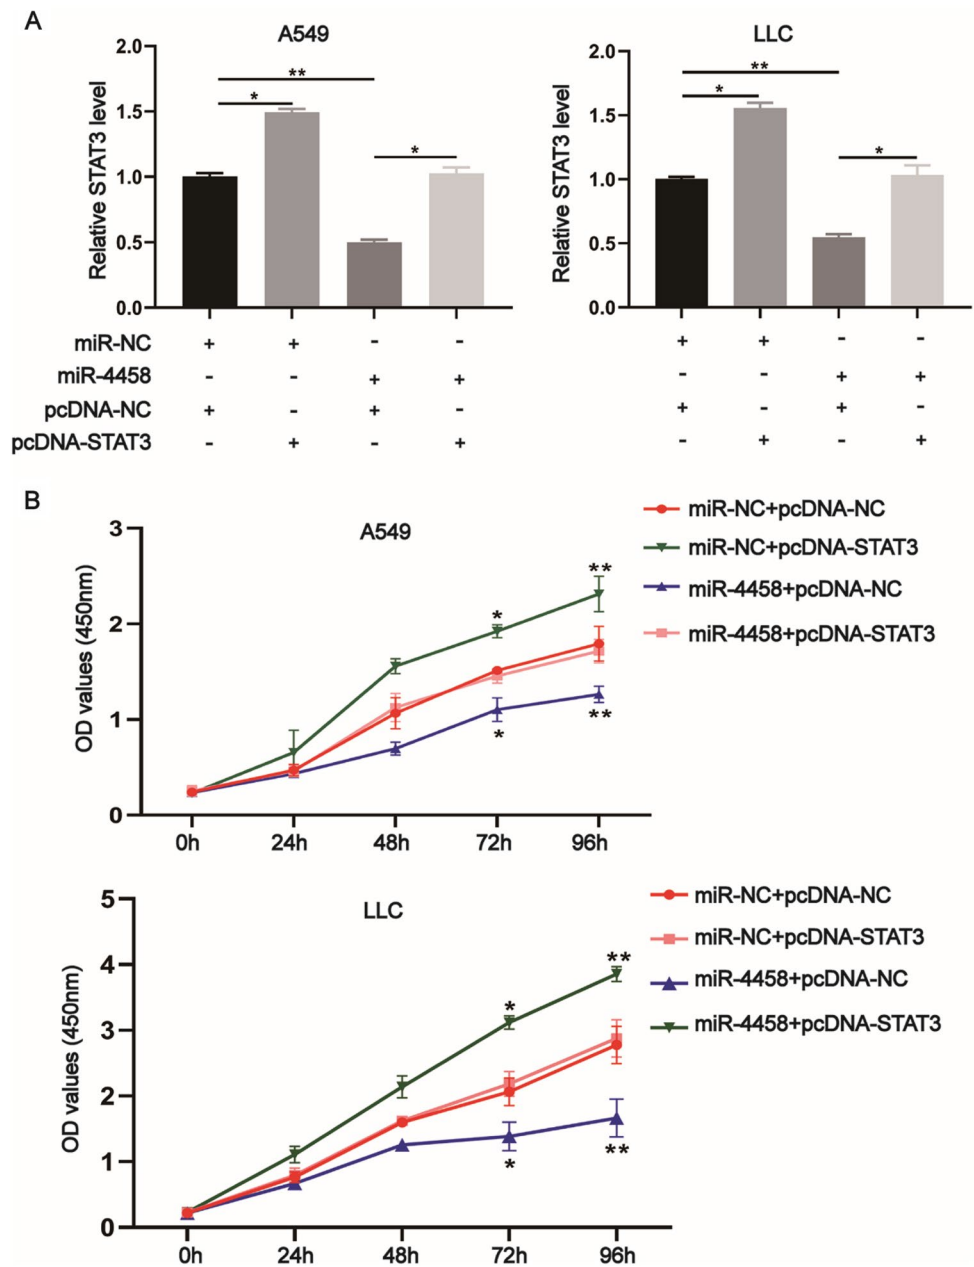 A
A549
LLC
2.0
1.5
1.0
0.5
0.0
Relative STAT3 level
**
*
*
2.0
1.5
1.0
0.5
0.0
Relative STAT3 level
**
*
*
miR-NC + + - - + + - -
miR-4458 - - + + - - + +
pcDNA-NC + - + - + - + -
pcDNA-STAT3 - + - + - + - +
B
A549
3
2
1
0
OD values (450nm)
*
**
*
**
0h 24h 48h 72h 96h
miR-NC+pcDNA-NC
miR-NC+pcDNA-STAT3
miR-4458+pcDNA-NC
miR-4458+pcDNA-STAT3
LLC
5
4
3
2
1
0
OD values (450nm)
*
**
*
**
0h 24h 48h 72h 96h
miR-NC+pcDNA-NC
miR-NC+pcDNA-STAT3
miR-4458+pcDNA-NC
miR-4458+pcDNA-STAT3